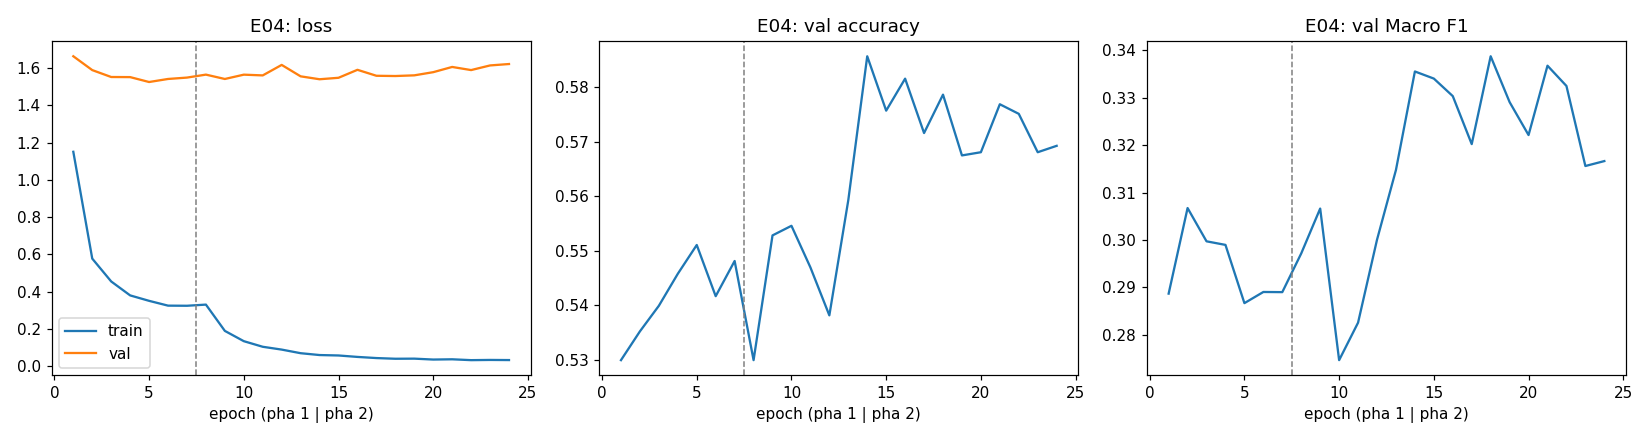 E04: loss
1.6
1.4
1.2
1.0
0.8
0.6
0.4
0.2
0.0
train
val
0 5 10 15 20 25
epoch (pha 1 | pha 2)
E04: val accuracy
0.58
0.57
0.56
0.55
0.54
0.53
0 5 10 15 20 25
epoch (pha 1 | pha 2)
E04: val Macro F1
0.34
0.33
0.32
0.31
0.30
0.29
0.28
0 5 10 15 20 25
epoch (pha 1 | pha 2)